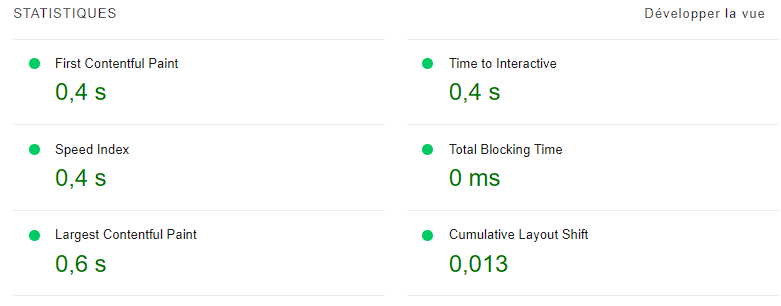 STATISTIQUES
Développer la vue
First Contentful Paint
0,4 s
Time to Interactive
0,4 s
Speed Index
0,4 s
Total Blocking Time
0 ms
Largest Contentful Paint
0,6 s
Cumulative Layout Shift
0,013